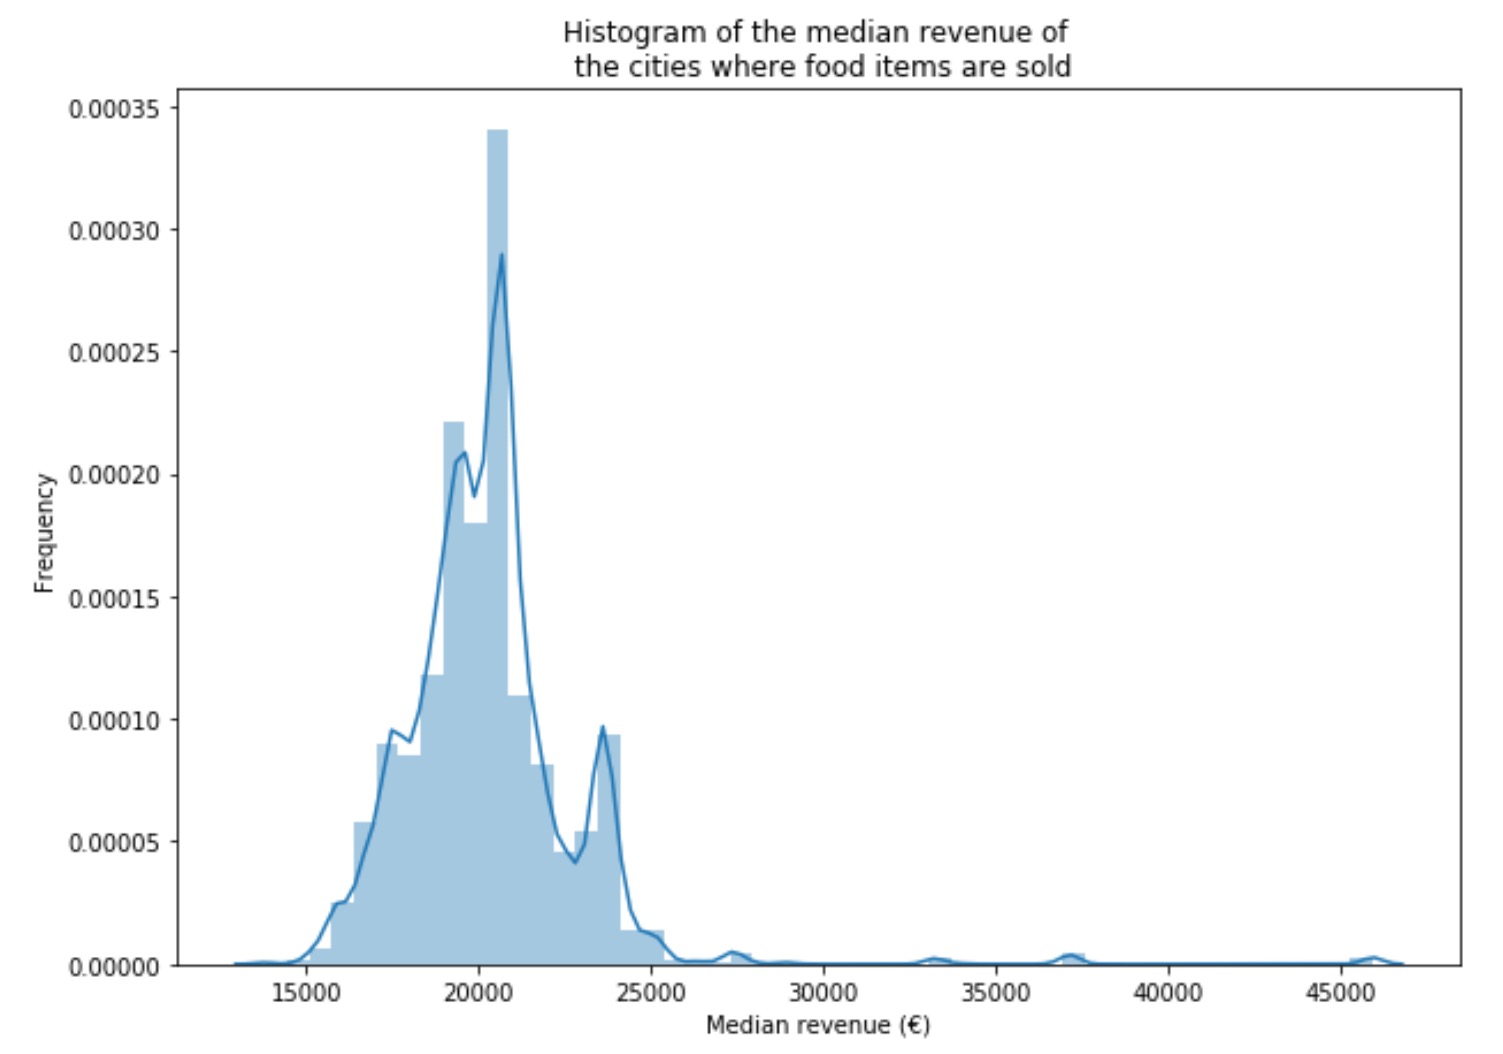 Histogram of the median revenue of
the cities where food items are sold
0.00035
0.00030
0.00025
0.00020
0.00015
0.00010
0.00005
0.00000
Frequency
15000 20000 25000 30000 35000 40000 45000
Median revenue (€)